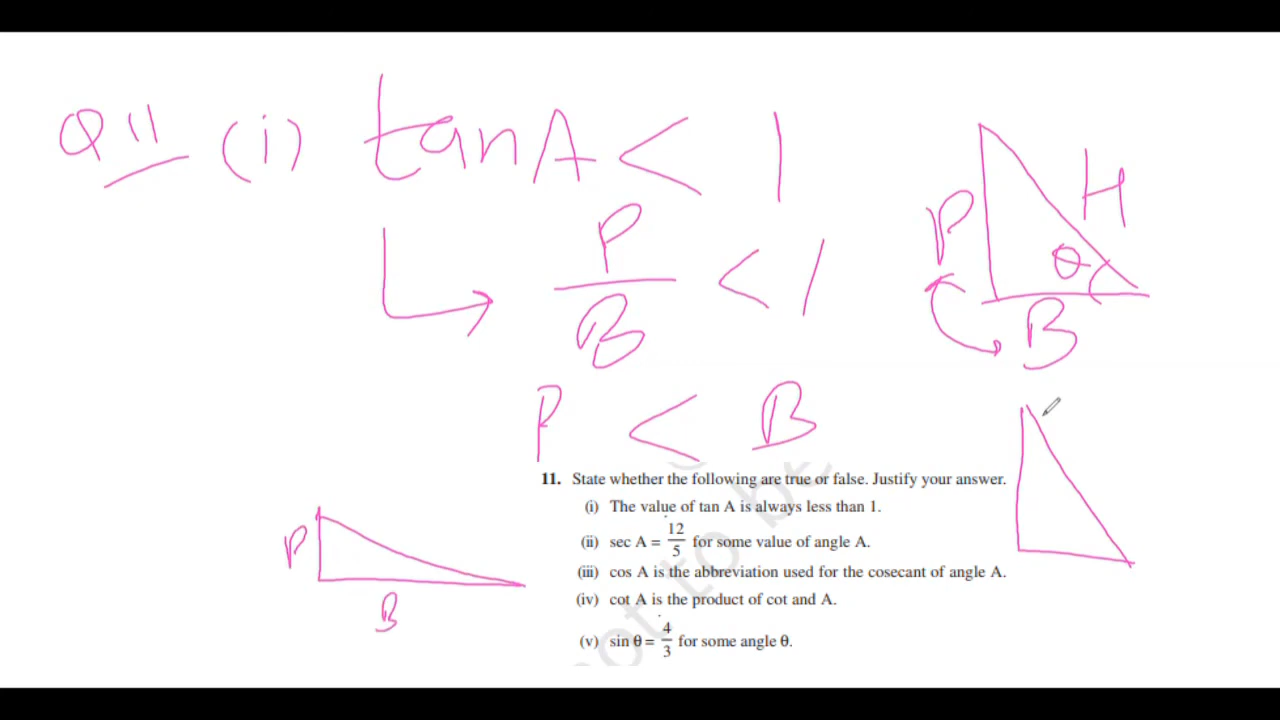 Q11 (i) tanA < 1
P/B < 1
P H θ B
P < B
P B
11. State whether the following are true or false. Justify your answer.
(i) The value of tan A is always less than 1.
(ii) sec A = 12/5 for some value of angle A.
(iii) cos A is the abbreviation used for the cosecant of angle A.
(iv) cot A is the product of cot and A.
(v) sin θ = 4/3 for some angle θ.
not to be